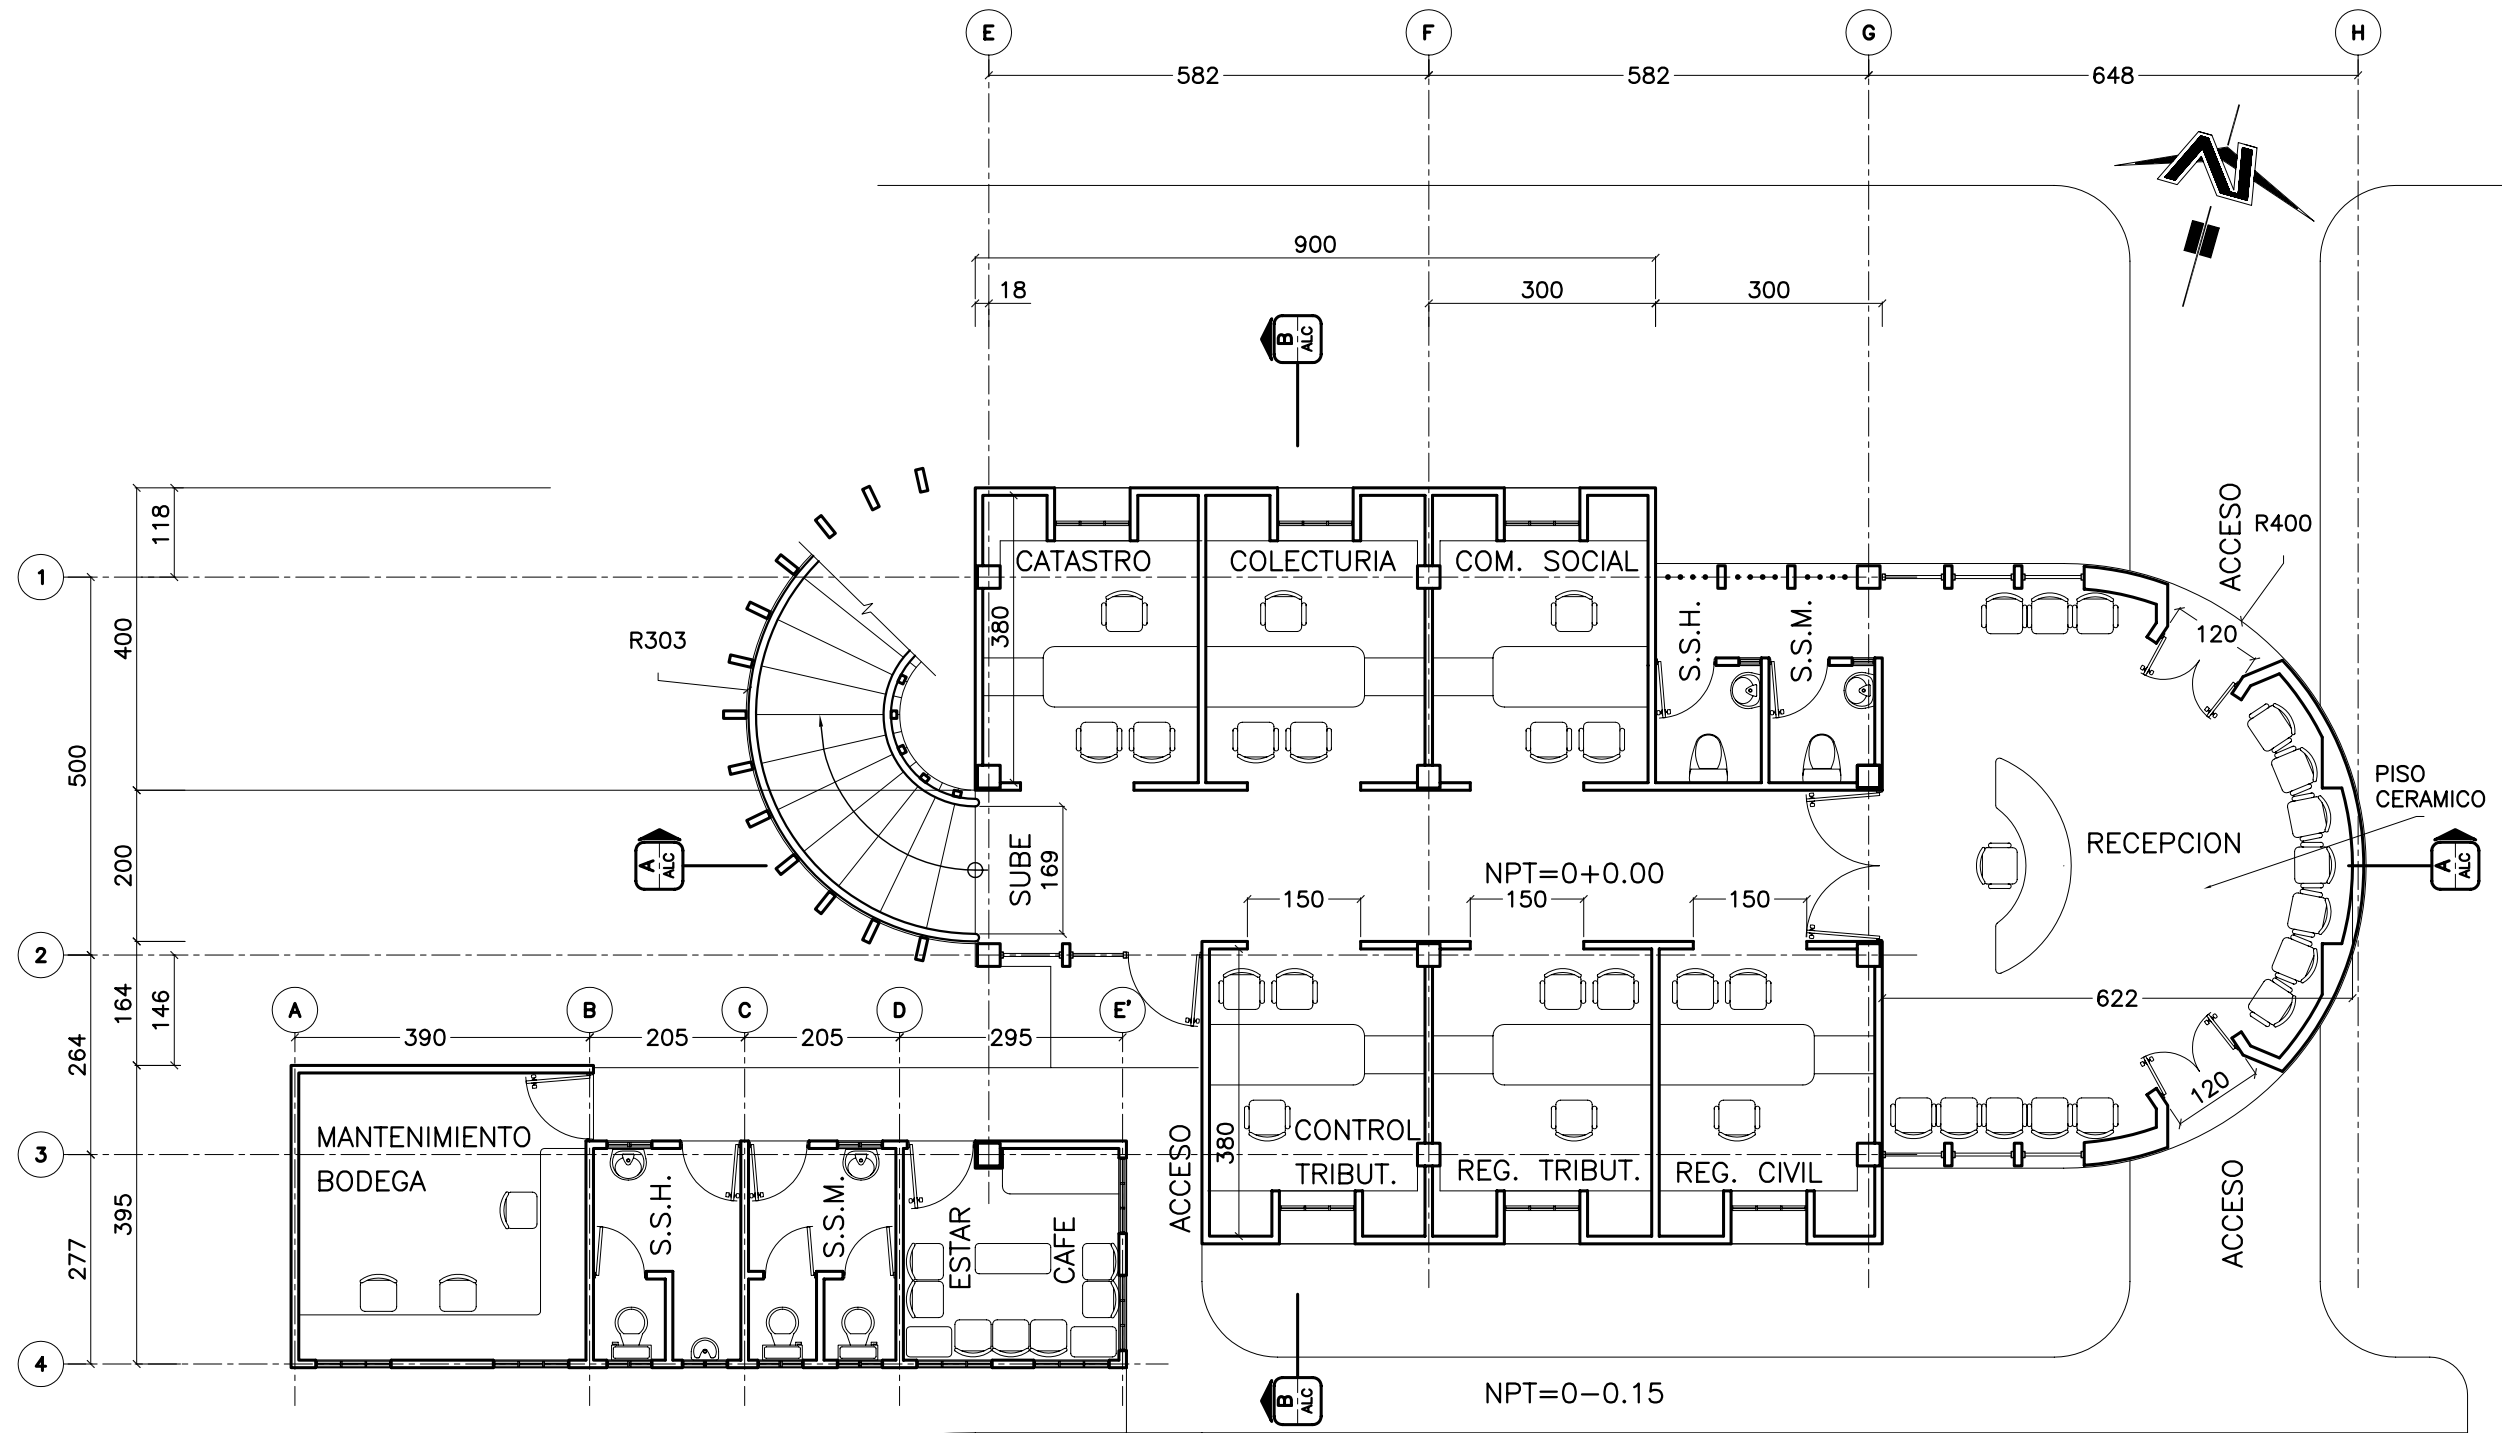 E
F
G
H
582
582
648
N
900
18
300
300
B
ALC
118
ACCESO
R400
1
CATASTRO
COLECTURIA
COM. SOCIAL
400
380
S.S.H.
S.S.M.
120
R303
500
PISO
CERAMICO
200
A
ALC
SUBE
169
NPT=0+0.00
RECEPCION
A
ALC
150
150
150
2
164
146
A
B
C
D
E'
622
390
205
205
295
264
120
MANTENIMIENTO
BODEGA
3
CONTROL
TRIBUT.
380
ACCESO
REG. TRIBUT.
REG. CIVIL
ACCESO
395
S.S.H.
S.S.M.
ESTAR
CAFE
277
4
B
ALC
NPT=0-0.15